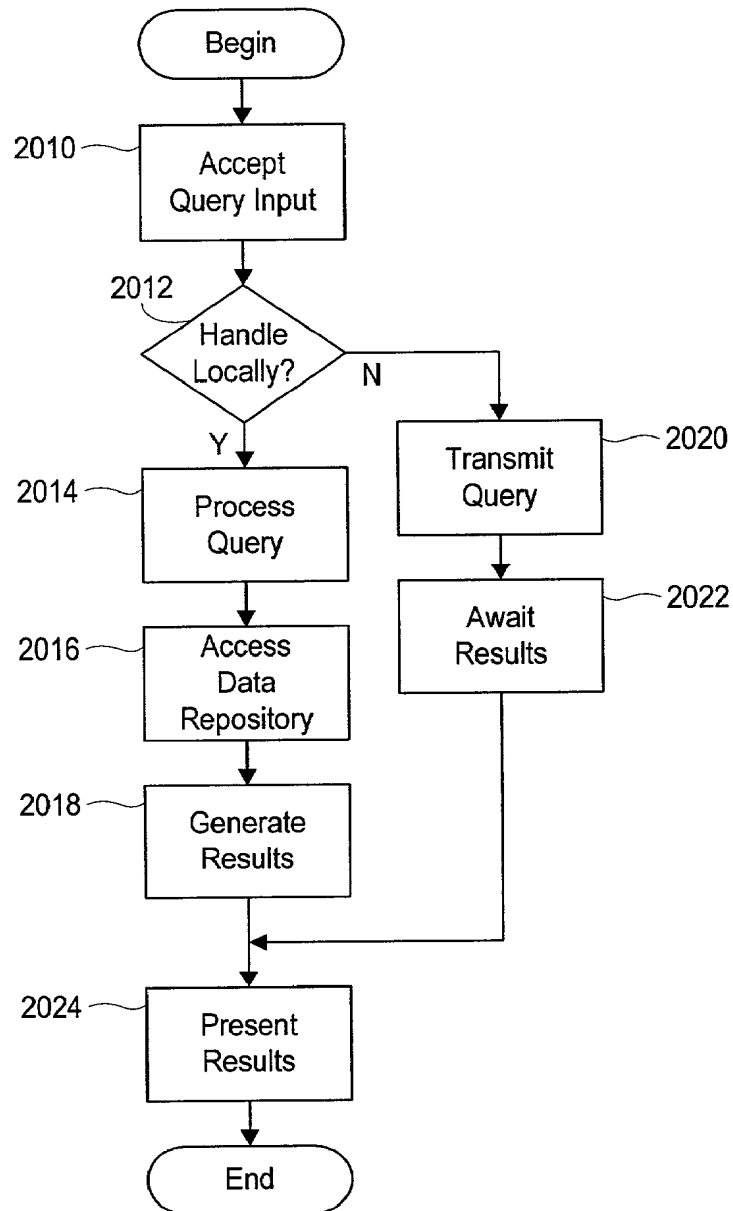 Begin
2010
Accept
Query Input
2012
Handle
Locally?
N
Y
2020
Transmit
Query
2014
Process
Query
2022
Await
Results
2016
Access
Data
Repository
2018
Generate
Results
2024
Present
Results
End